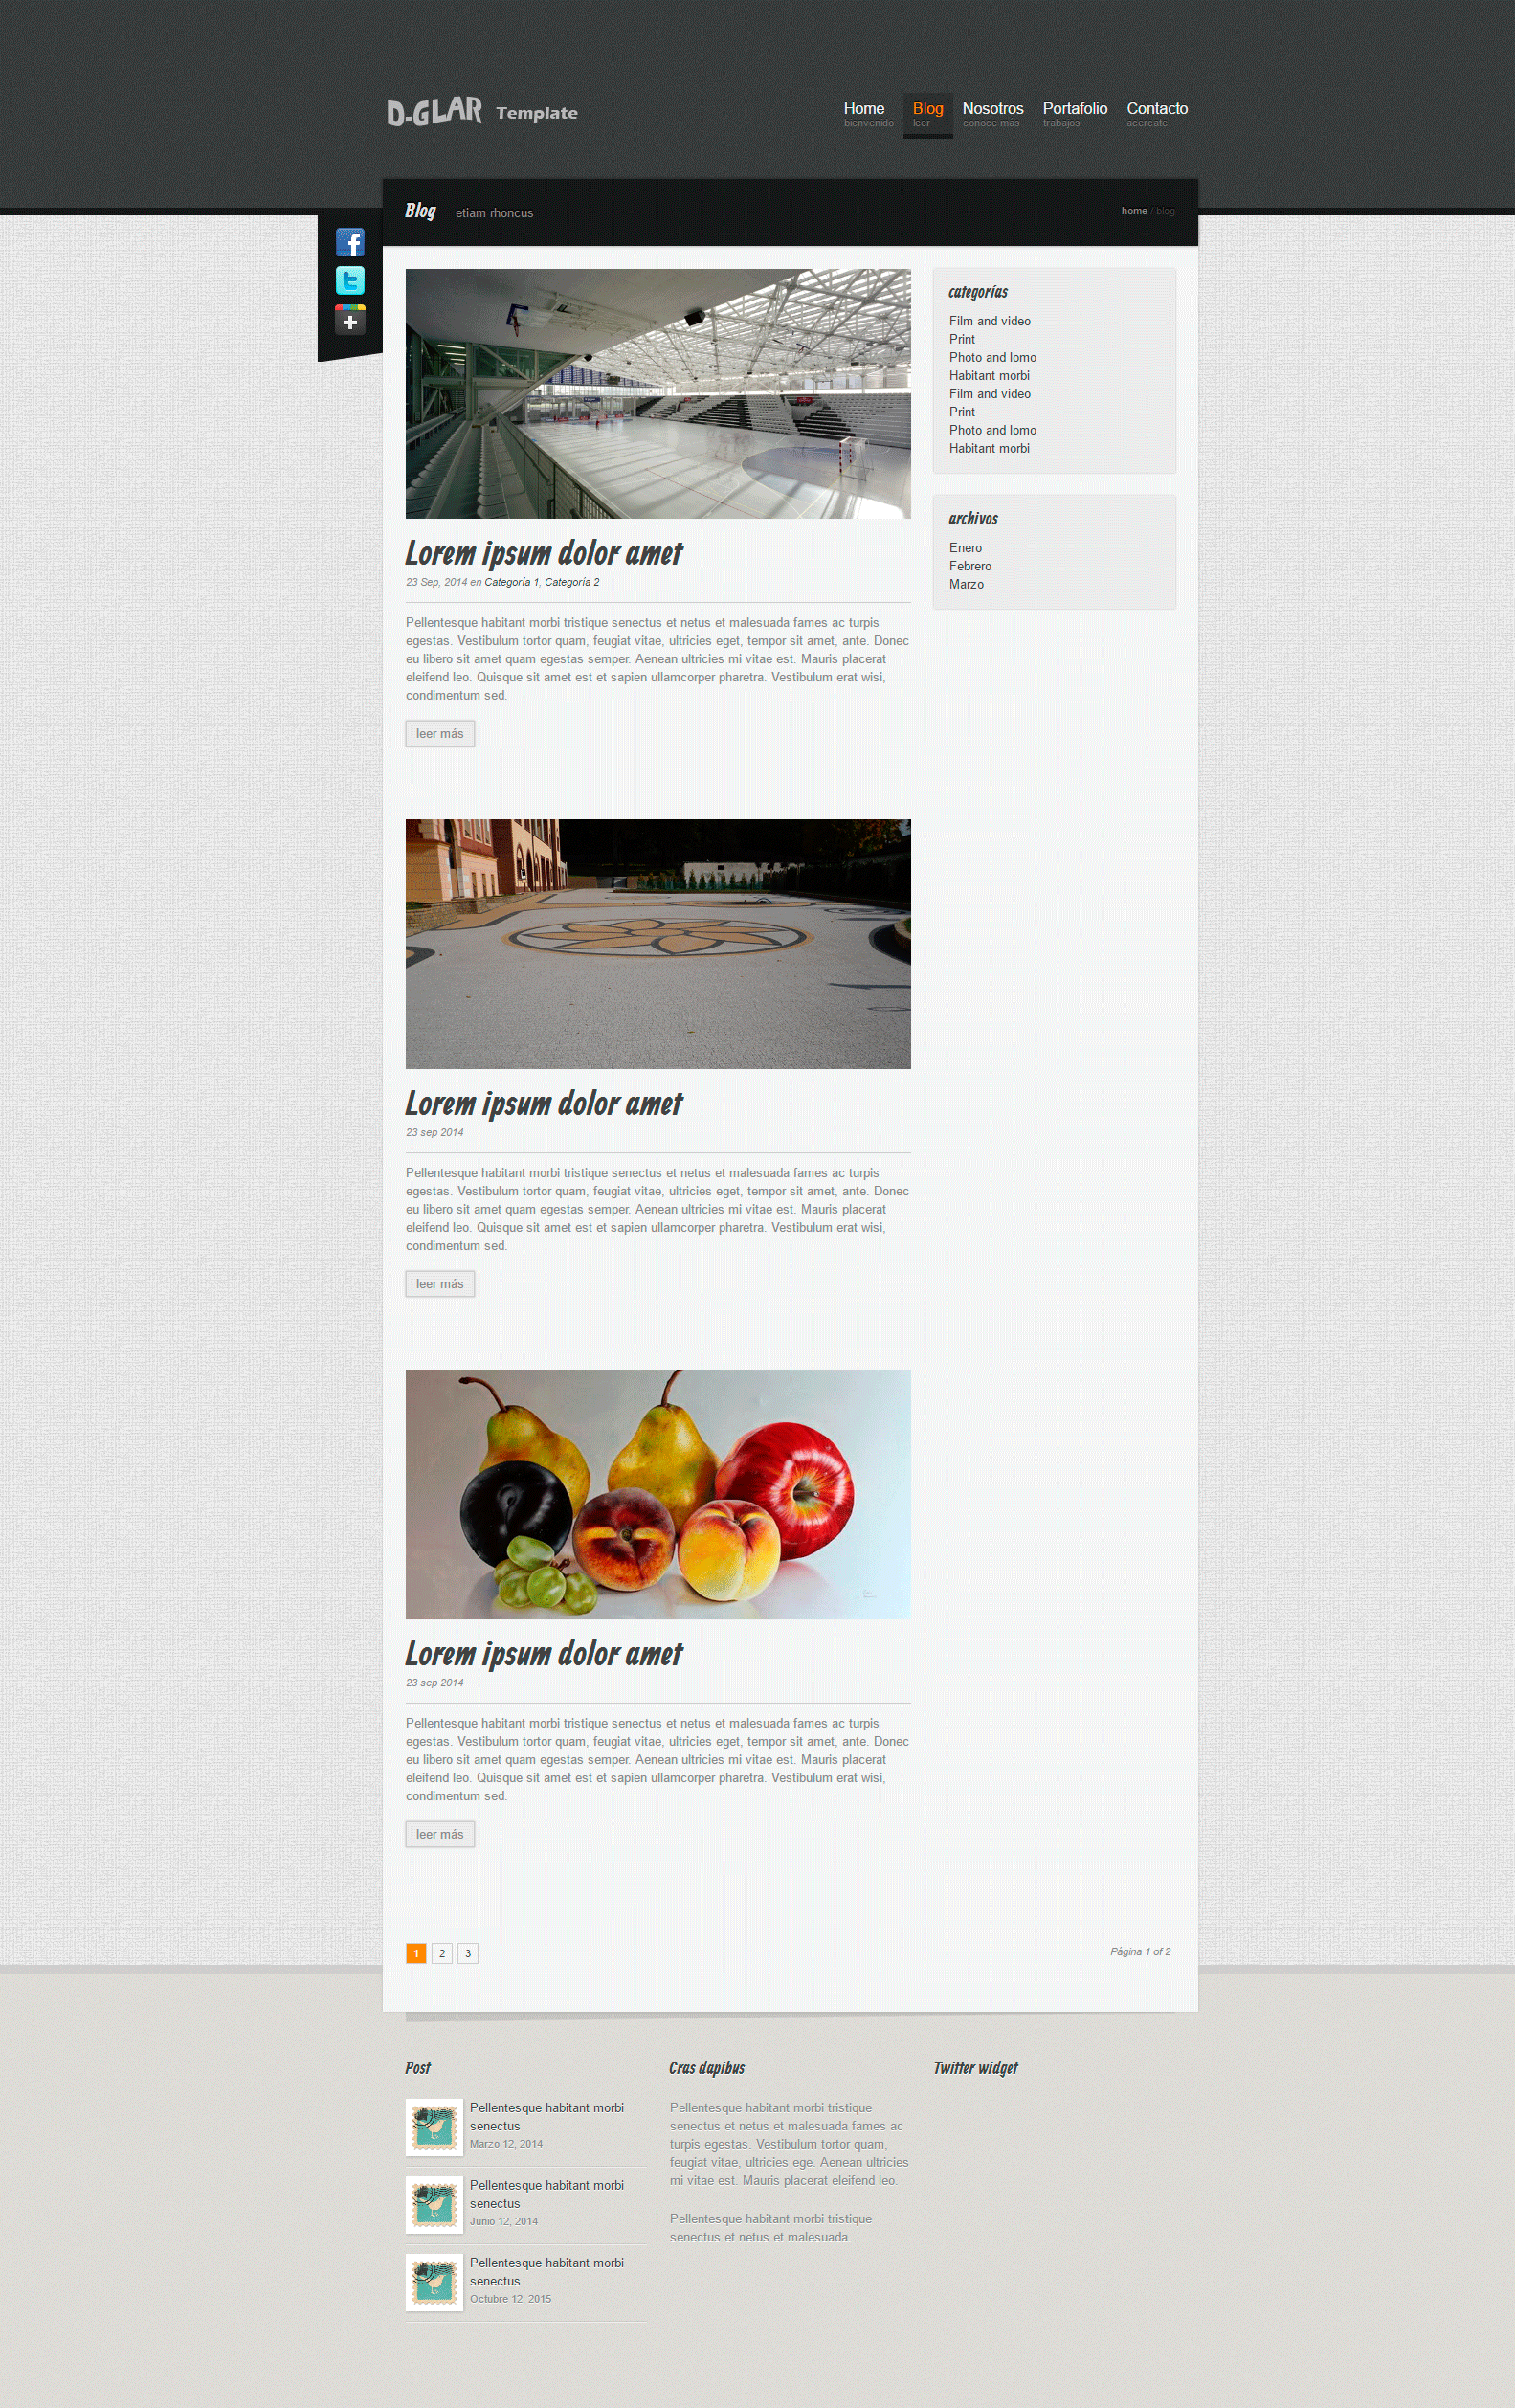 D-GLAR Template
Home Blog Nosotros Portafolio Contacto
bienvenido leer conoce más trabajos acercate
Blog etiam rhoncus
home / blog
categorías
Film and video
Print
Photo and lomo
Habitant morbi
Film and video
Print
Photo and lomo
Habitant morbi
archivos
Enero
Febrero
Marzo
Lorem ipsum dolor amet
23 Sep, 2014 en Categoría 1, Categoría 2
Pellentesque habitant morbi tristique senectus et netus et malesuada fames ac turpis
egestas. Vestibulum tortor quam, feugiat vitae, ultricies eget, tempor sit amet, ante. Donec
eu libero sit amet quam egestas semper. Aenean ultricies mi vitae est. Mauris placerat
eleifend leo. Quisque sit amet est et sapien ullamcorper pharetra. Vestibulum erat wisi,
condimentum sed.
leer más
Lorem ipsum dolor amet
23 sep 2014
Pellentesque habitant morbi tristique senectus et netus et malesuada fames ac turpis
egestas. Vestibulum tortor quam, feugiat vitae, ultricies eget, tempor sit amet, ante. Donec
eu libero sit amet quam egestas semper. Aenean ultricies mi vitae est. Mauris placerat
eleifend leo. Quisque sit amet est et sapien ullamcorper pharetra. Vestibulum erat wisi,
condimentum sed.
leer más
Lorem ipsum dolor amet
23 sep 2014
Pellentesque habitant morbi tristique senectus et netus et malesuada fames ac turpis
egestas. Vestibulum tortor quam, feugiat vitae, ultricies eget, tempor sit amet, ante. Donec
eu libero sit amet quam egestas semper. Aenean ultricies mi vitae est. Mauris placerat
eleifend leo. Quisque sit amet est et sapien ullamcorper pharetra. Vestibulum erat wisi,
condimentum sed.
leer más
1 2 3
Página 1 of 2
Post
Pellentesque habitant morbi
senectus
Marzo 12, 2014
Pellentesque habitant morbi
senectus
Junio 12, 2014
Pellentesque habitant morbi
senectus
Octubre 12, 2015
Cras dapibus
Pellentesque habitant morbi tristique
senectus et netus et malesuada fames ac
turpis egestas. Vestibulum tortor quam,
feugiat vitae, ultricies ege. Aenean ultricies
mi vitae est. Mauris placerat eleifend leo.
Pellentesque habitant morbi tristique
senectus et netus et malesuada.
Twitter widget